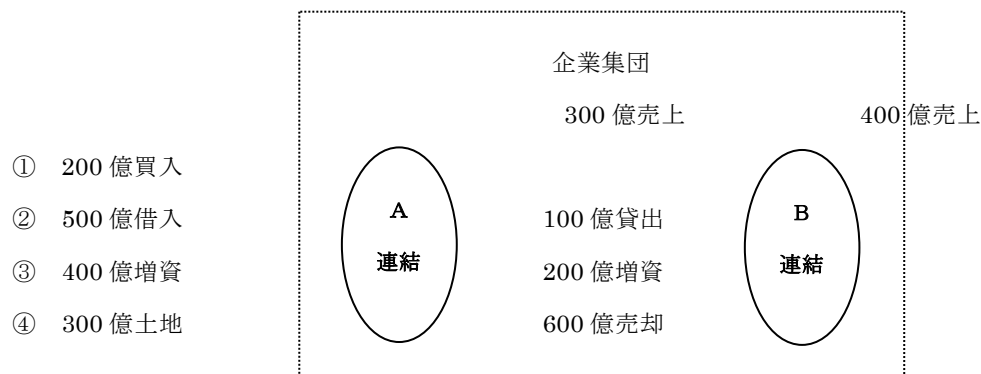 企業集団
300 億売上 400 億売上
① 200 億買入
② 500 億借入 A 100 億貸出 B
連結 連結
③ 400 億増資 200 億増資
④ 300 億土地 600 億売却